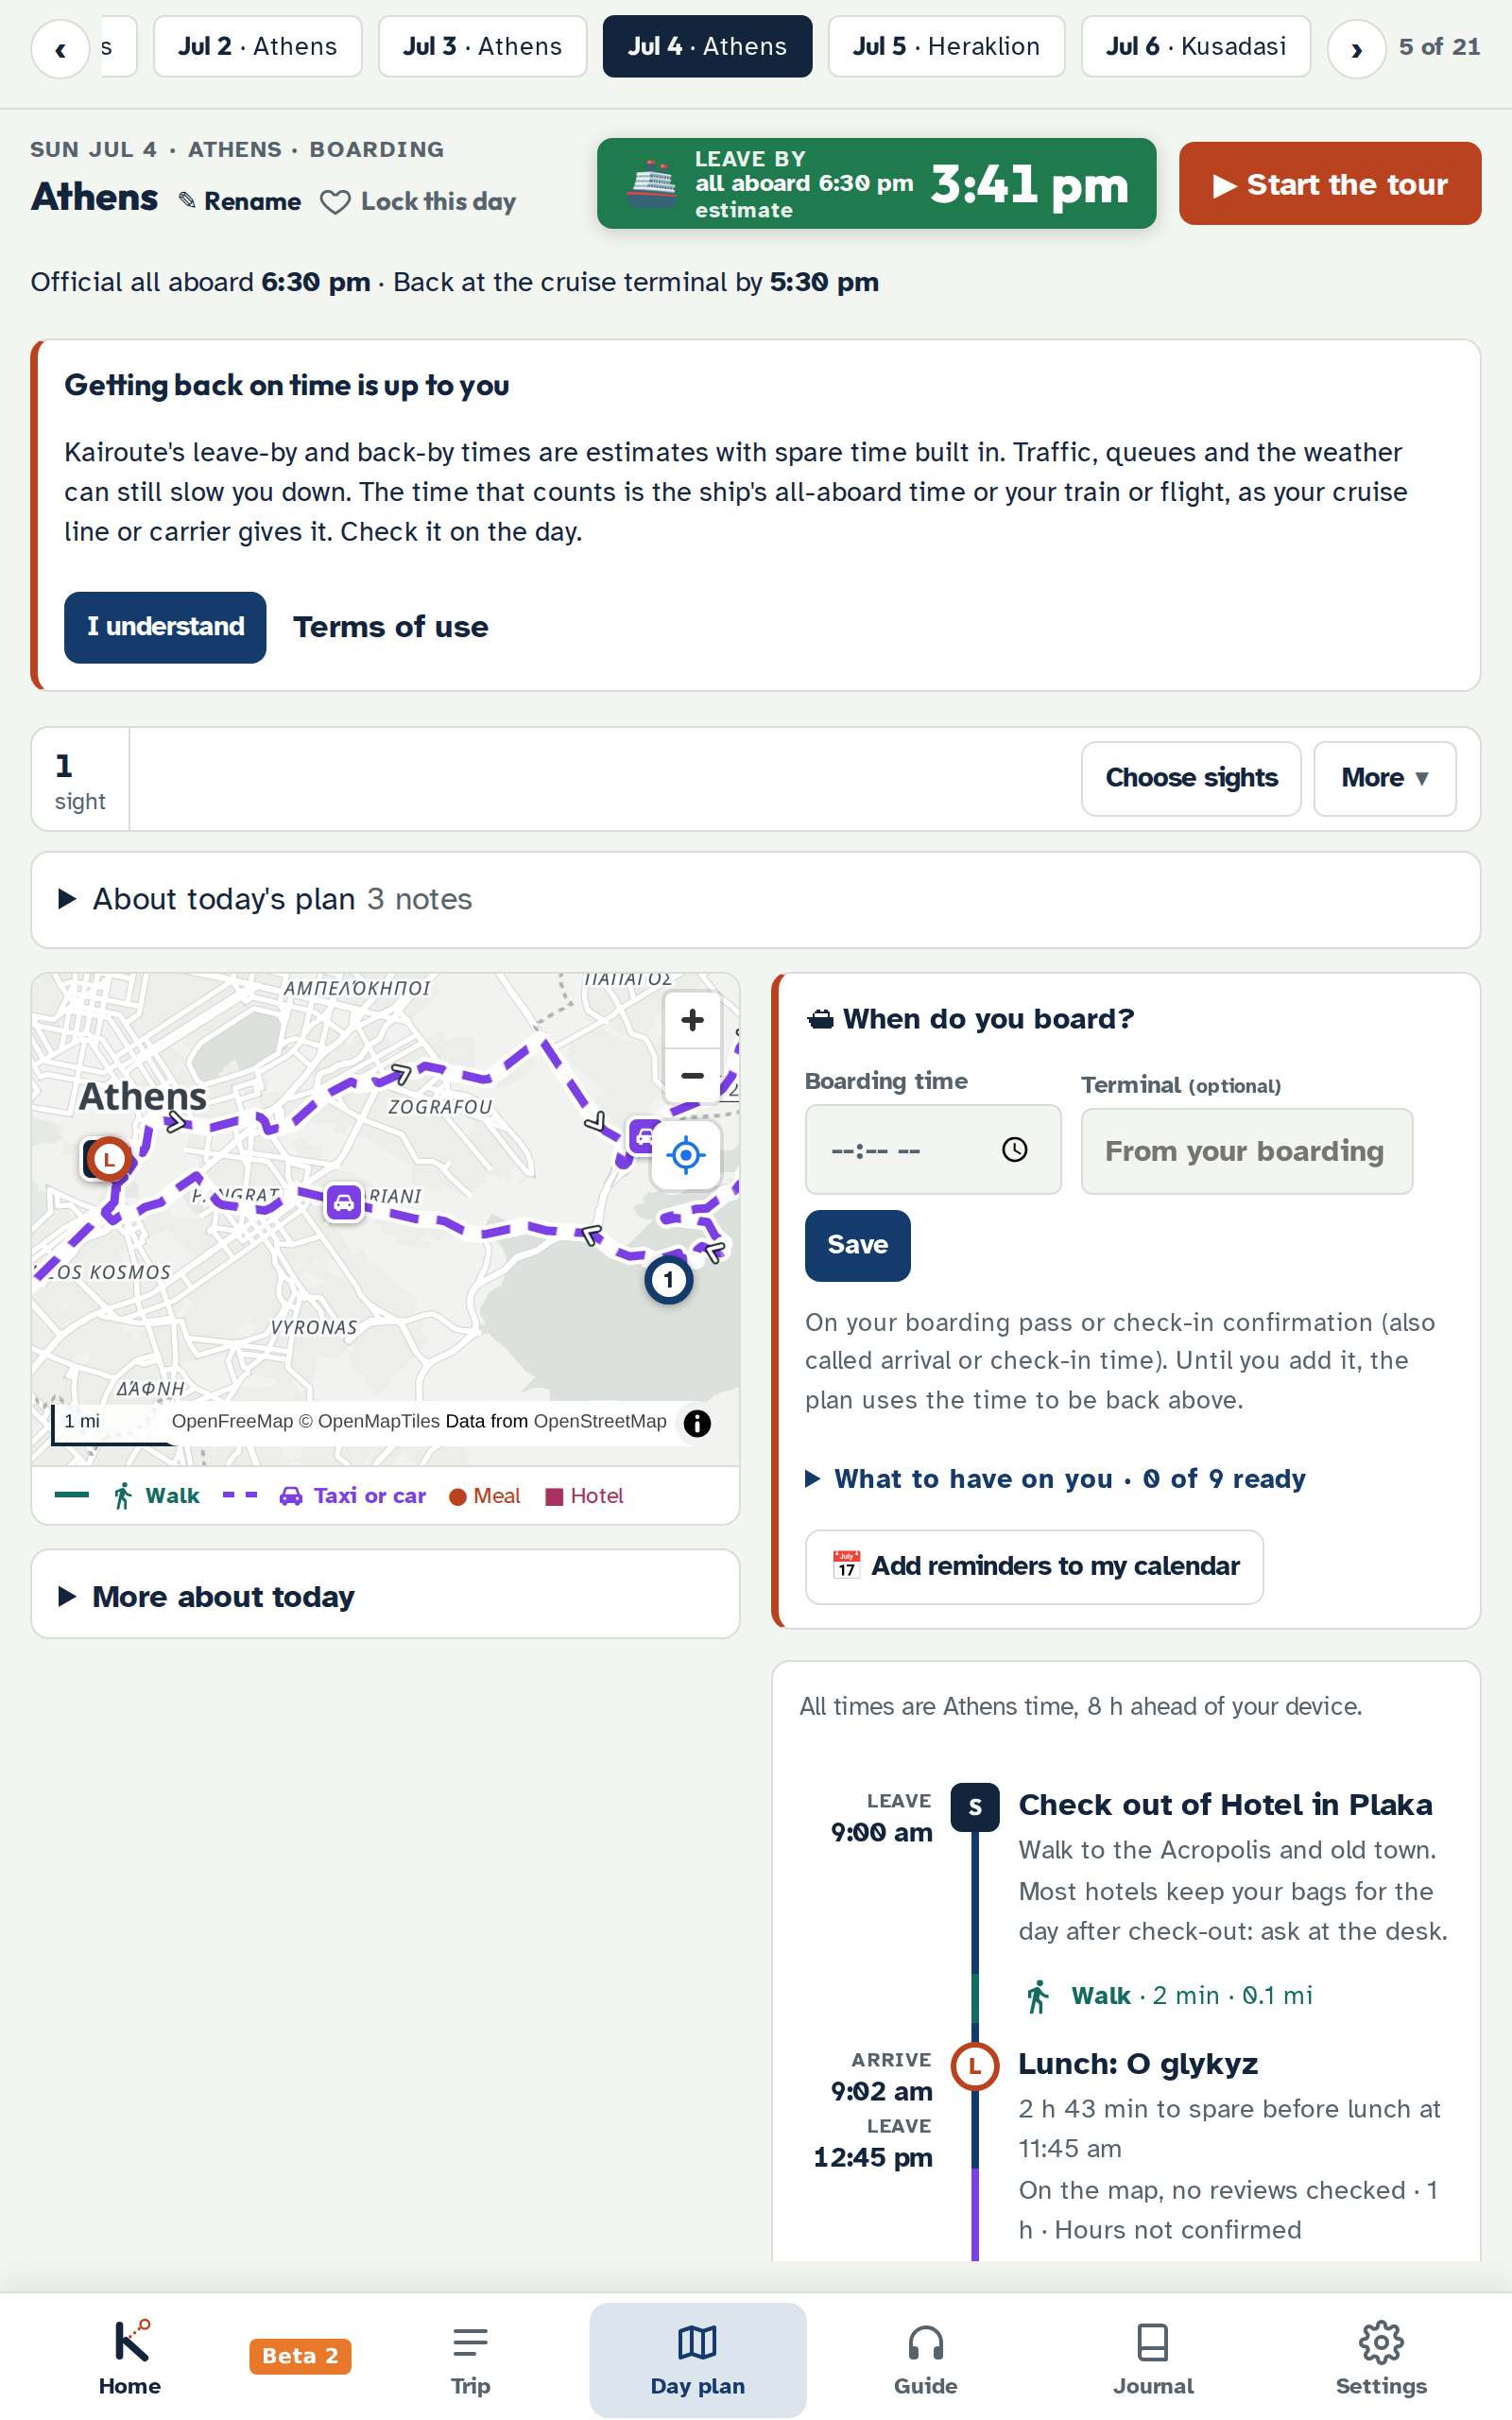 ‹
s
Jul 2 · Athens
Jul 3 · Athens
Jul 4 · Athens
Jul 5 · Heraklion
Jul 6 · Kusadasi
›
5 of 21
SUN JUL 4 · ATHENS · BOARDING
Athens
✎ Rename
Lock this day
LEAVE BY
all aboard 6:30 pm
estimate
3:41 pm
▶ Start the tour
Official all aboard 6:30 pm · Back at the cruise terminal by 5:30 pm
Getting back on time is up to you
Kairoute's leave-by and back-by times are estimates with spare time built in. Traffic, queues and the weather
can still slow you down. The time that counts is the ship's all-aboard time or your train or flight, as your cruise
line or carrier gives it. Check it on the day.
I understand
Terms of use
1
sight
Choose sights
More ▼
▶ About today's plan 3 notes
ΑΜΠΕΛΌΚΗΠΟΙ
ΠΑΠΑΓΟΣ
Athens
ZOGRAFOU
L
RIANI
KOSMOS
1
VYRONAS
ΔΆΦΝΗ
1 mi
OpenFreeMap © OpenMapTiles Data from OpenStreetMap
Walk
Taxi or car
Meal
Hotel
▶ More about today
When do you board?
Boarding time
Terminal (optional)
--:-- --
From your boarding
Save
On your boarding pass or check-in confirmation (also
called arrival or check-in time). Until you add it, the
plan uses the time to be back above.
▶ What to have on you · 0 of 9 ready
📅 Add reminders to my calendar
All times are Athens time, 8 h ahead of your device.
LEAVE
9:00 am
S
Check out of Hotel in Plaka
Walk to the Acropolis and old town.
Most hotels keep your bags for the
day after check-out: ask at the desk.
Walk · 2 min · 0.1 mi
ARRIVE
9:02 am
LEAVE
12:45 pm
L
Lunch: O glykyz
2 h 43 min to spare before lunch at
11:45 am
On the map, no reviews checked · 1
h · Hours not confirmed
Home
Beta 2
Trip
Day plan
Guide
Journal
Settings